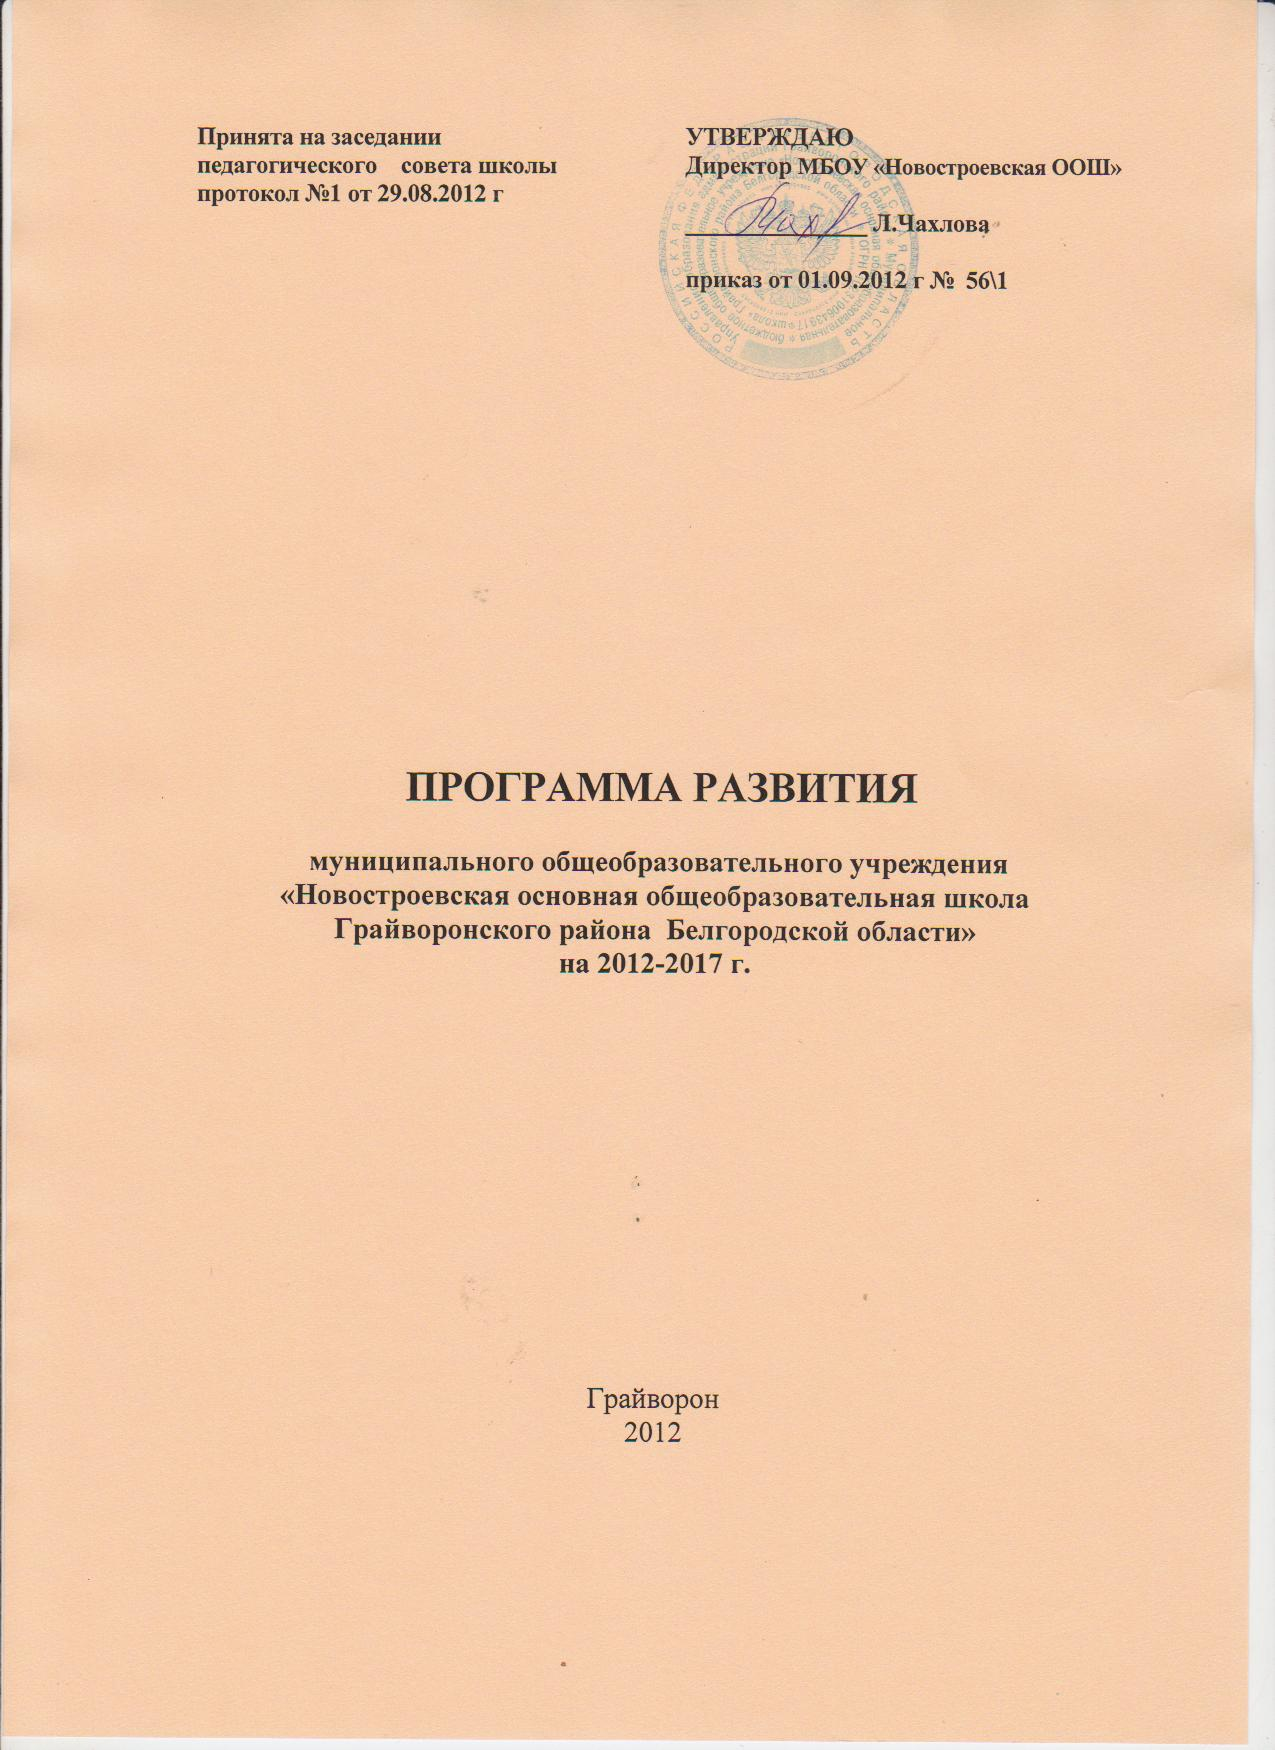 Принята на заседании
педагогического    совета школы
протокол №1 от 29.08.2012 г
УТВЕРЖДАЮ
Директор МБОУ «Новостроевская ООШ»
______________ Л.Чахлова
приказ от 01.09.2012 г №  56\1
ПРОГРАММА РАЗВИТИЯ
муниципального общеобразовательного учреждения
«Новостроевская основная общеобразовательная школа
Грайворонского района  Белгородской области»
на 2012-2017 г.
Грайворон
2012